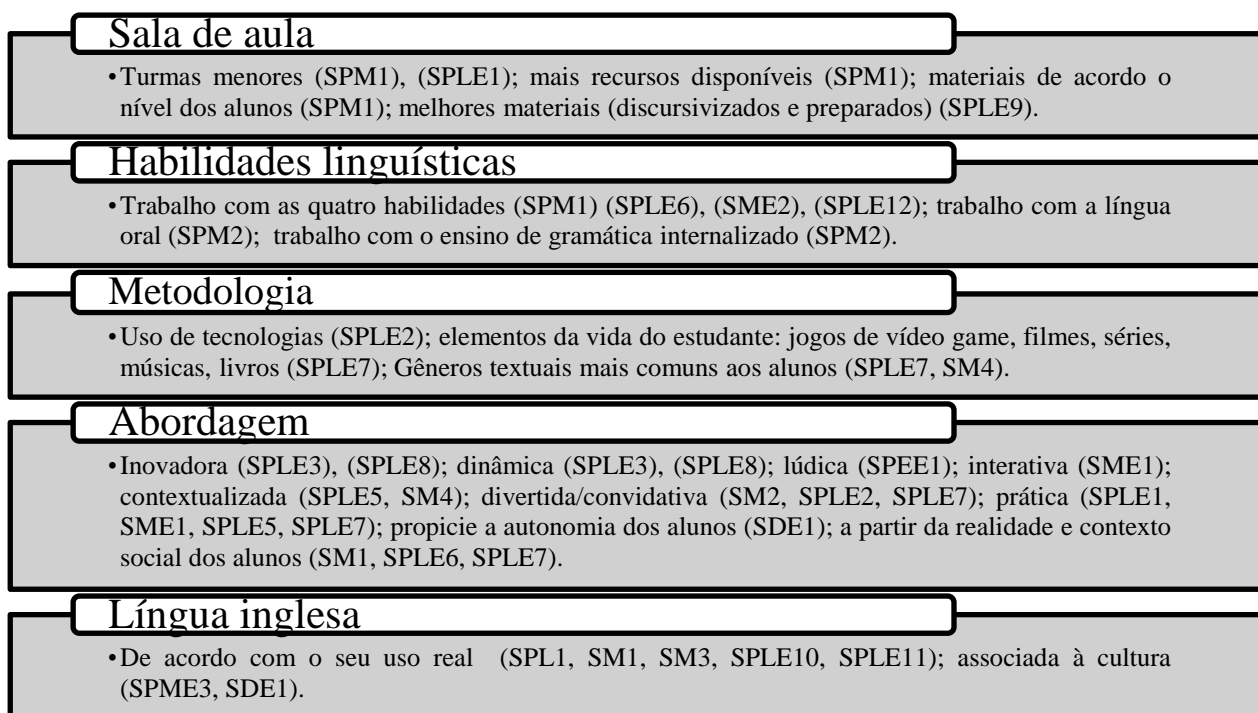 Sala de aula
•Turmas menores (SPM1), (SPLE1); mais recursos disponíveis (SPM1); materiais de acordo o
nível dos alunos (SPM1); melhores materiais (discursivizados e preparados) (SPLE9).
Habilidades linguísticas
•Trabalho com as quatro habilidades (SPM1) (SPLE6), (SME2), (SPLE12); trabalho com a língua
oral (SPM2); trabalho com o ensino de gramática internalizado (SPM2).
Metodologia
•Uso de tecnologias (SPLE2); elementos da vida do estudante: jogos de vídeo game, filmes, séries,
músicas, livros (SPLE7); Gêneros textuais mais comuns aos alunos (SPLE7, SM4).
Abordagem
•Inovadora (SPLE3), (SPLE8); dinâmica (SPLE3), (SPLE8); lúdica (SPEE1); interativa (SME1);
contextualizada (SPLE5, SM4); divertida/convidativa (SM2, SPLE2, SPLE7); prática (SPLE1,
SME1, SPLE5, SPLE7); propicie a autonomia dos alunos (SDE1); a partir da realidade e contexto
social dos alunos (SM1, SPLE6, SPLE7).
Língua inglesa
•De acordo com o seu uso real (SPL1, SM1, SM3, SPLE10, SPLE11); associada à cultura
(SPME3, SDE1).